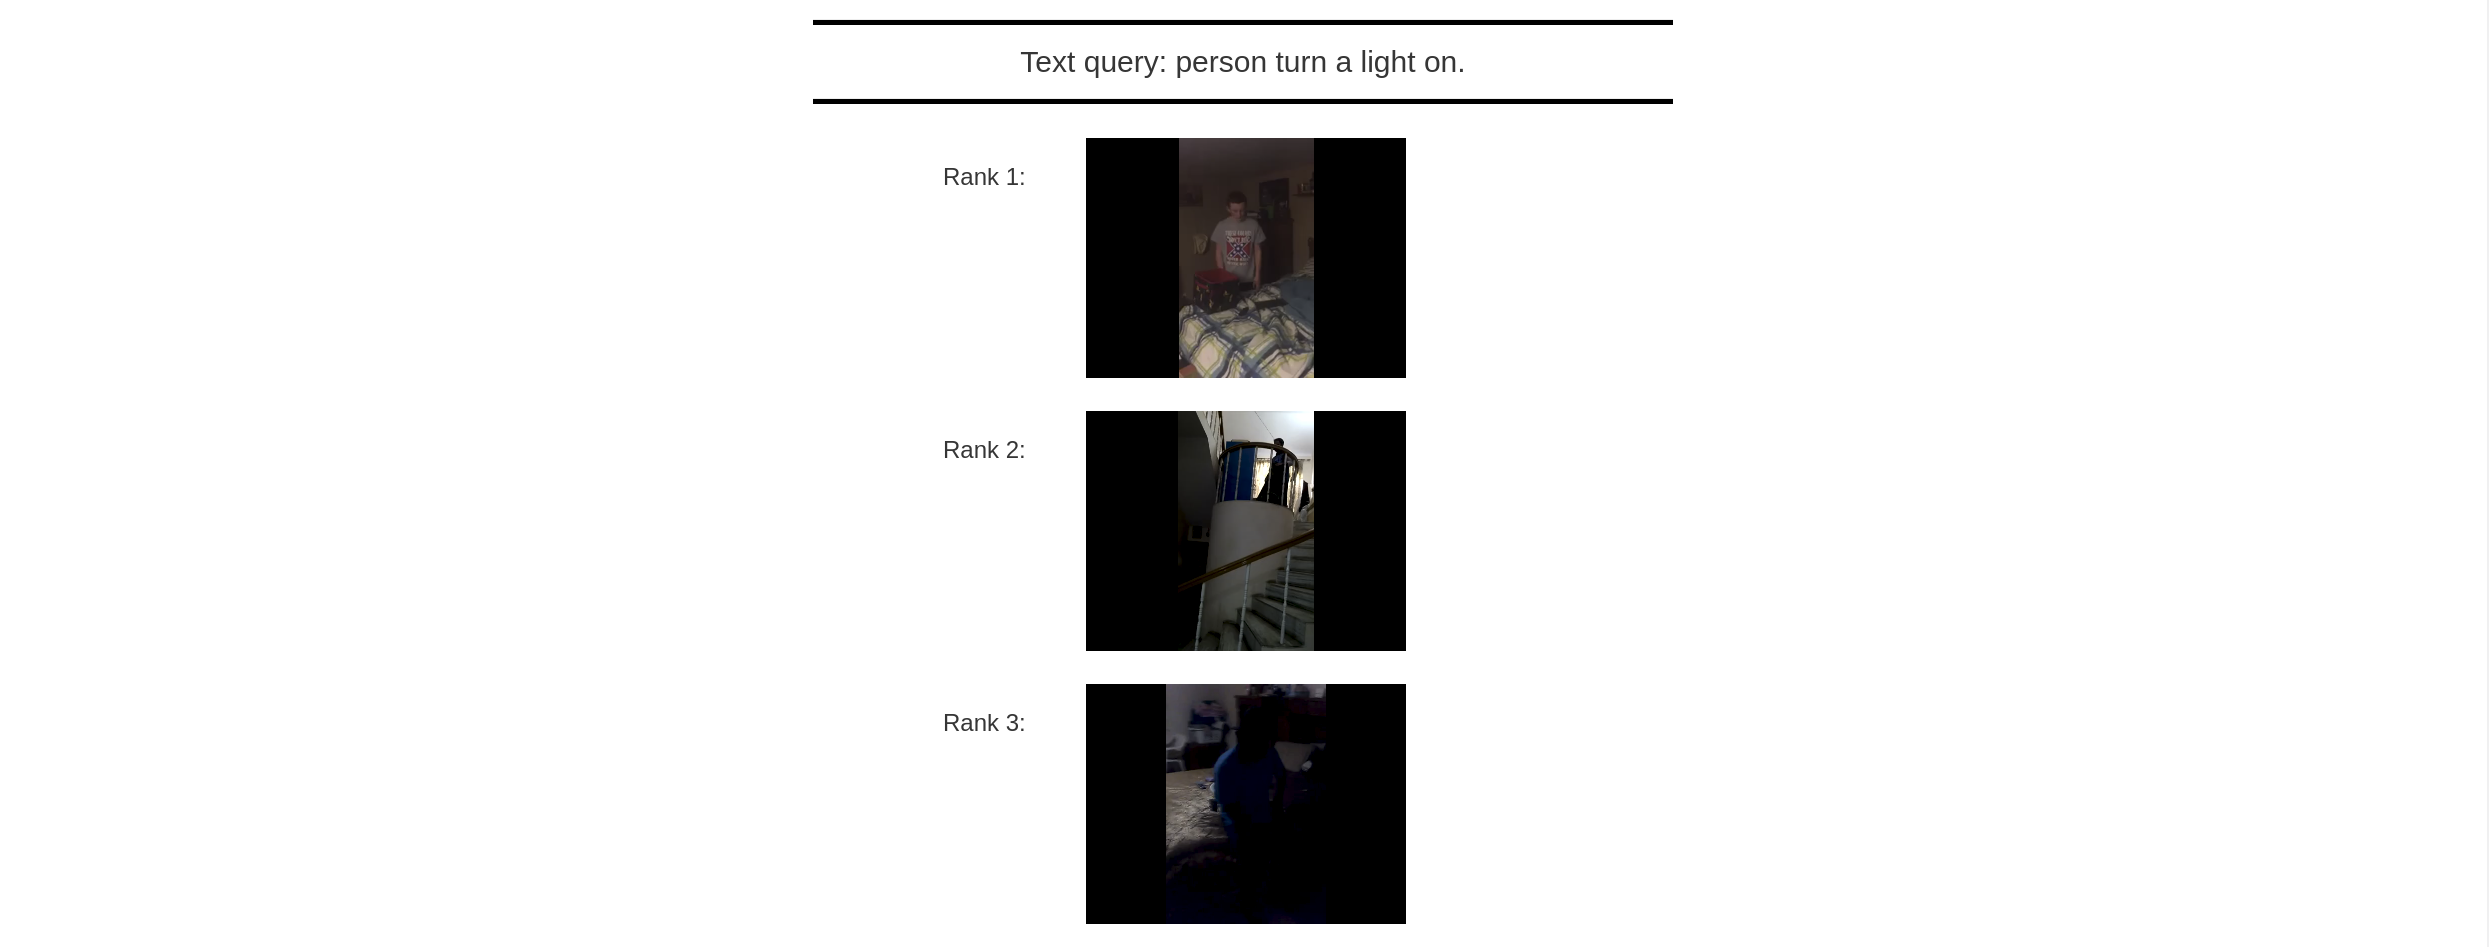 Text query: person turn a light on.
Rank 1:
Rank 2:
Rank 3: